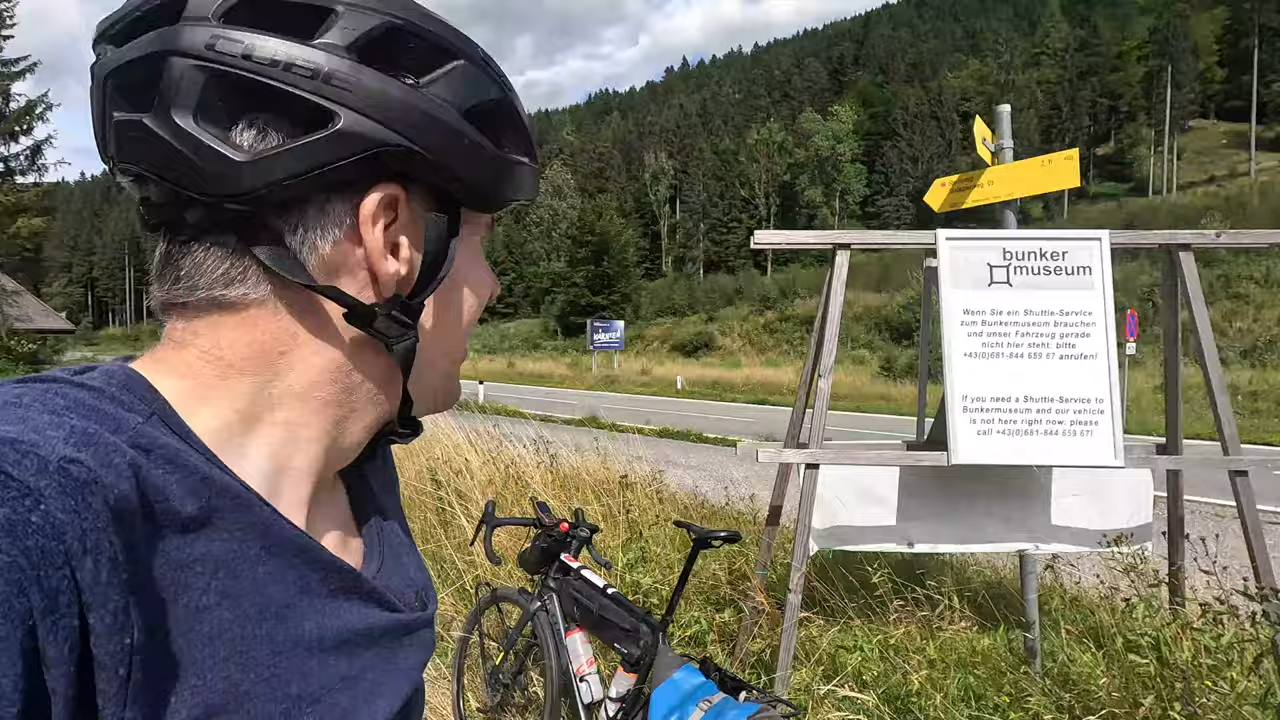 CUBE
bunker
museum
Wenn Sie ein Shuttle-Service
zum Bunkermuseum brauchen
und unser Fahrzeug gerade
nicht hier steht: bitte
+43(0)681-844 659 67 anrufen!
If you need a Shuttle-Service to
Bunkermuseum and our vehicle
is not here right now: please
call +43(0)681-844 659 67!
KÄRNTEN